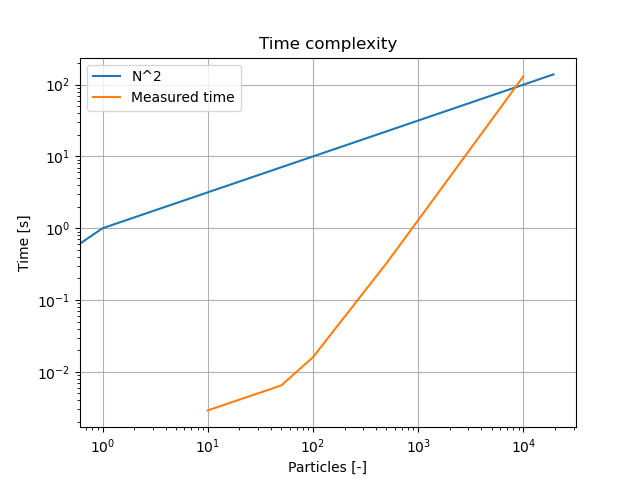 Time complexity
N^2
Measured time
10²
10¹
10⁰
10⁻¹
10⁻²
Time [s]
10⁰ 10¹ 10² 10³ 10⁴
Particles [-]